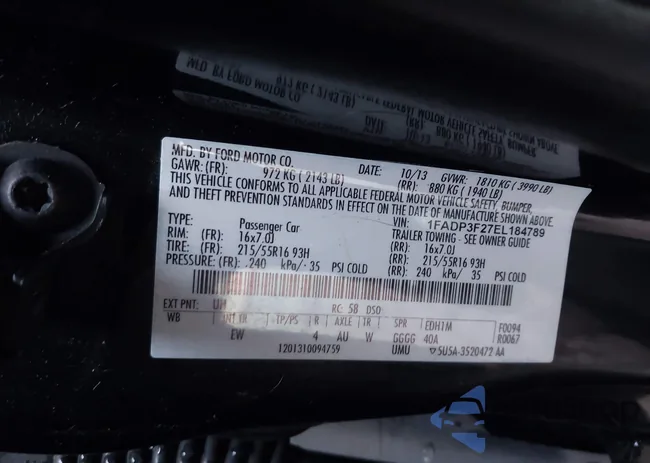 MFD. BY FORD MOTOR CO.
DATE: 10/13 GVWR: 1810 KG ( 3990 LB)
GAWR: (FR): 972 KG ( 2143 LB) (RR): 880 KG ( 1940 LB)
THIS VEHICLE CONFORMS TO ALL APPLICABLE FEDERAL MOTOR VEHICLE SAFETY, BUMPER,
AND THEFT PREVENTION STANDARDS IN EFFECT ON THE DATE OF MANUFACTURE SHOWN ABOVE.
VIN: 1FADP3F27EL184789
TYPE: Passenger Car TRAILER TOWING - SEE OWNER GUIDE
RIM: (FR): 16x7.0J (RR): 16x7.0J
TIRE: (FR): 215/55R16 93H (RR): 215/55R16 93H
PRESSURE: (FR): 240 kPa/ 35 PSI COLD (RR): 240 kPa/ 35 PSI COLD
EXT PNT: RC: 58 DSO:
WB INT TR TP/PS R AXLE TR SPR EDH1M F0094
EW 4 AU W GGGG 40A R0067
1201310094759 UMU 5U5A-3520472 AA